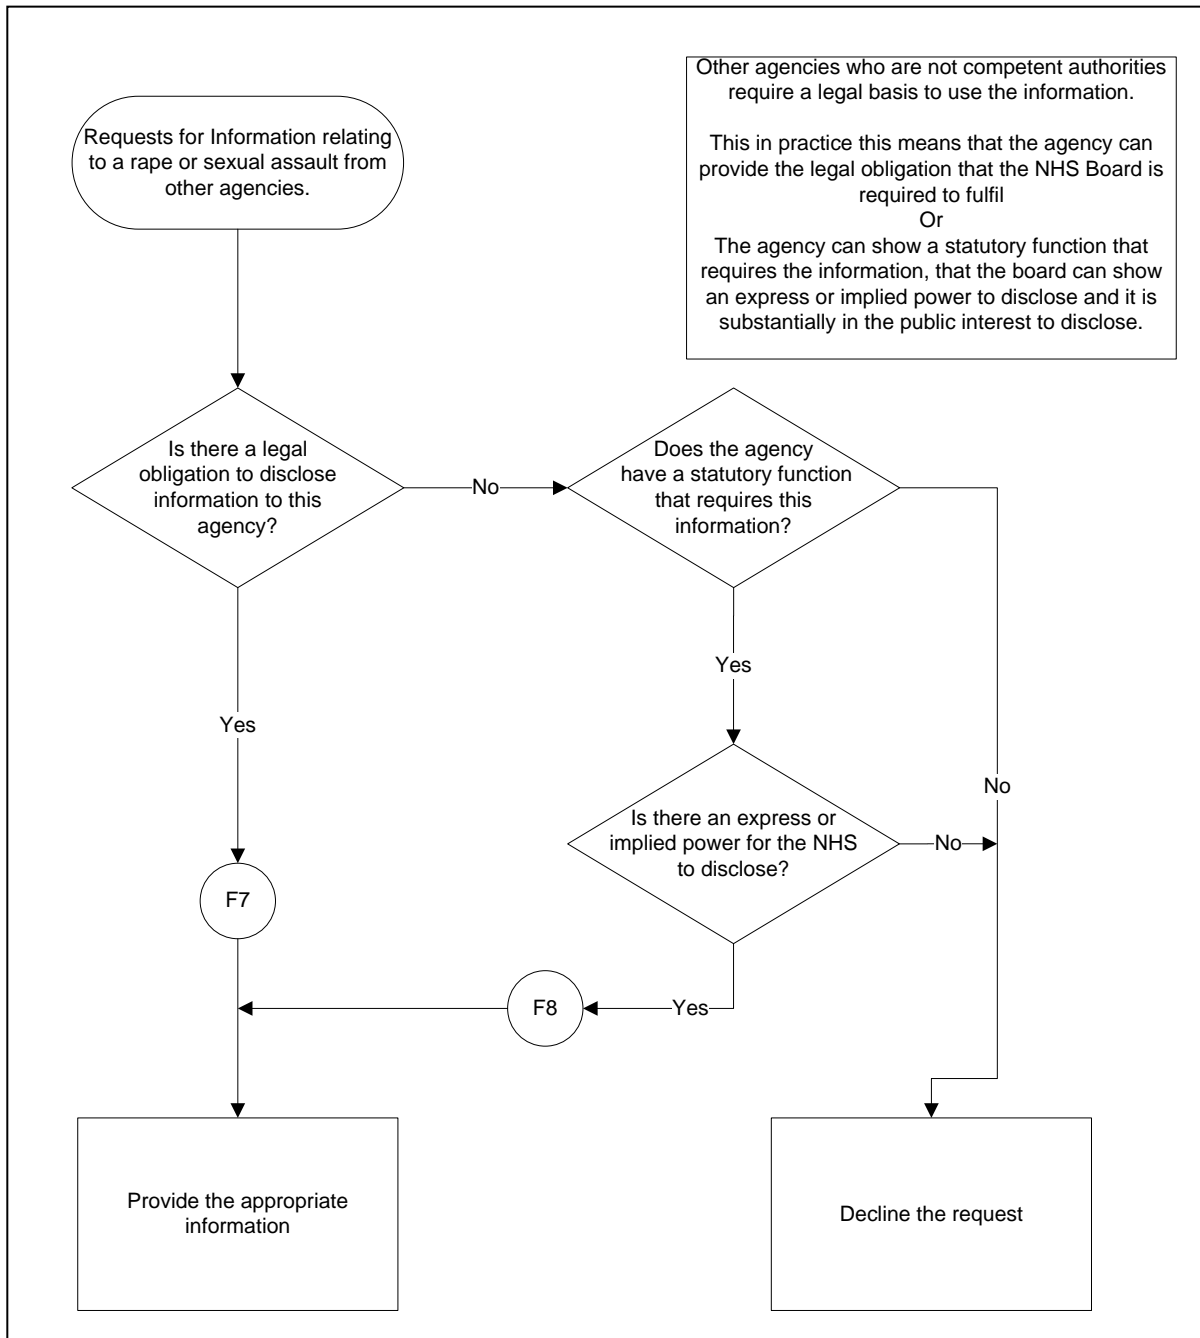 Requests for Information relating
to a rape or sexual assault from
other agencies.
Other agencies who are not competent authorities
require a legal basis to use the information.
This in practice this means that the agency can
provide the legal obligation that the NHS Board is
required to fulfil
Or
The agency can show a statutory function that
requires the information, that the board can show
an express or implied power to disclose and it is
substantially in the public interest to disclose.
Is there a legal
obligation to disclose
information to this
agency?
No
Does the agency
have a statutory function
that requires this
information?
Yes
Yes
No
Is there an express or
implied power for the NHS
to disclose?
No
F7
F8
Yes
Provide the appropriate
information
Decline the request